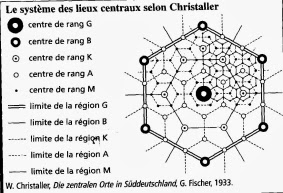 Le système des lieux centraux selon Christaller
centre de rang G
centre de rang B
centre de rang K
centre de rang A
centre de rang M
limite de la région G
limite de la région B
limite de la région K
limite de la région A
limite de la région M
W. Christaller, Die zentralen Orte in Süddeutschland, G. Fischer, 1933.